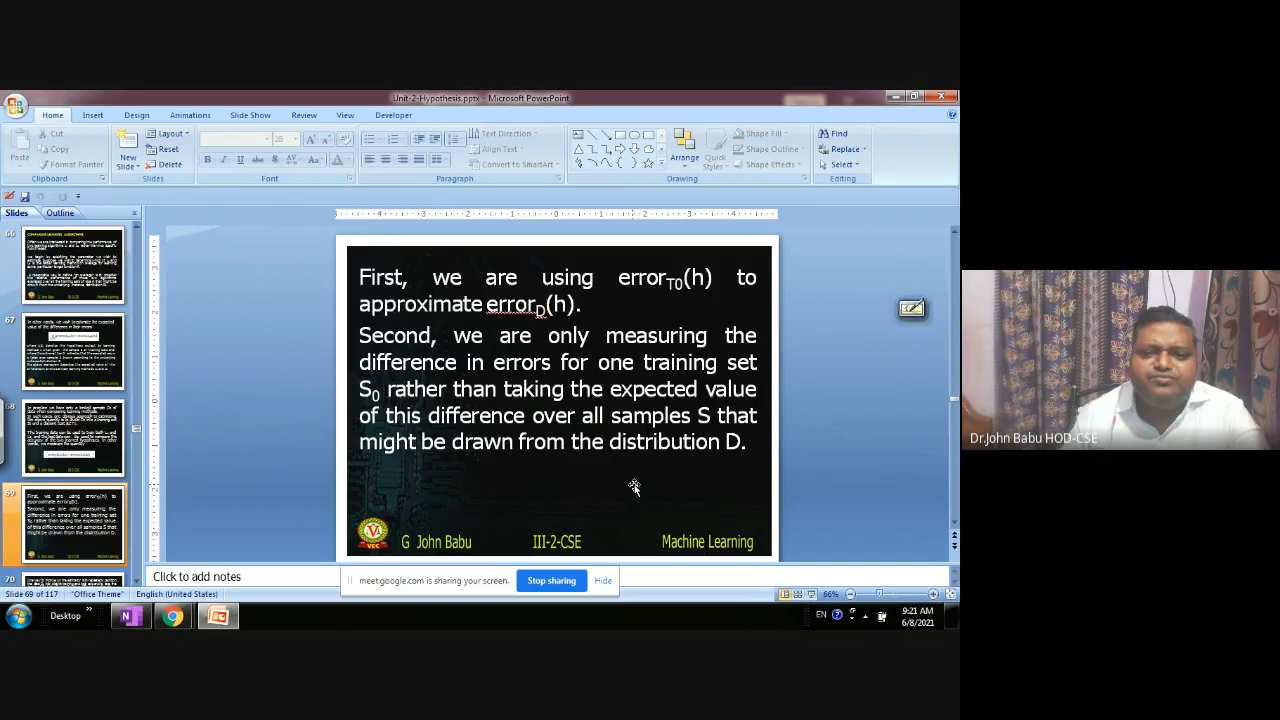 Unit-2-Hypothesis.pptx - Microsoft PowerPoint
Home Insert Design Animations Slide Show Review View Developer
Paste
Cut
Copy
Format Painter
Clipboard
New Slide
Layout
Reset
Delete
Slides
28
Font
Text Direction
Align Text
Convert to SmartArt
Paragraph
Arrange
Quick Styles
Shape Fill
Shape Outline
Shape Effects
Drawing
Find
Replace
Select
Editing
Slides Outline
66
67
68
69
70
First, we are using errorT0(h) to
approximate errorD(h).
Second, we are only measuring the
difference in errors for one training set
S0 rather than taking the expected value
of this difference over all samples S that
might be drawn from the distribution D.
VEC
G John Babu III-2-CSE Machine Learning
Click to add notes
meet.google.com is sharing your screen. Stop sharing Hide
Slide 69 of 117 "Office Theme" English (United States) 66%
Desktop
EN
9:21 AM
6/8/2021
Dr.John Babu HOD-CSE